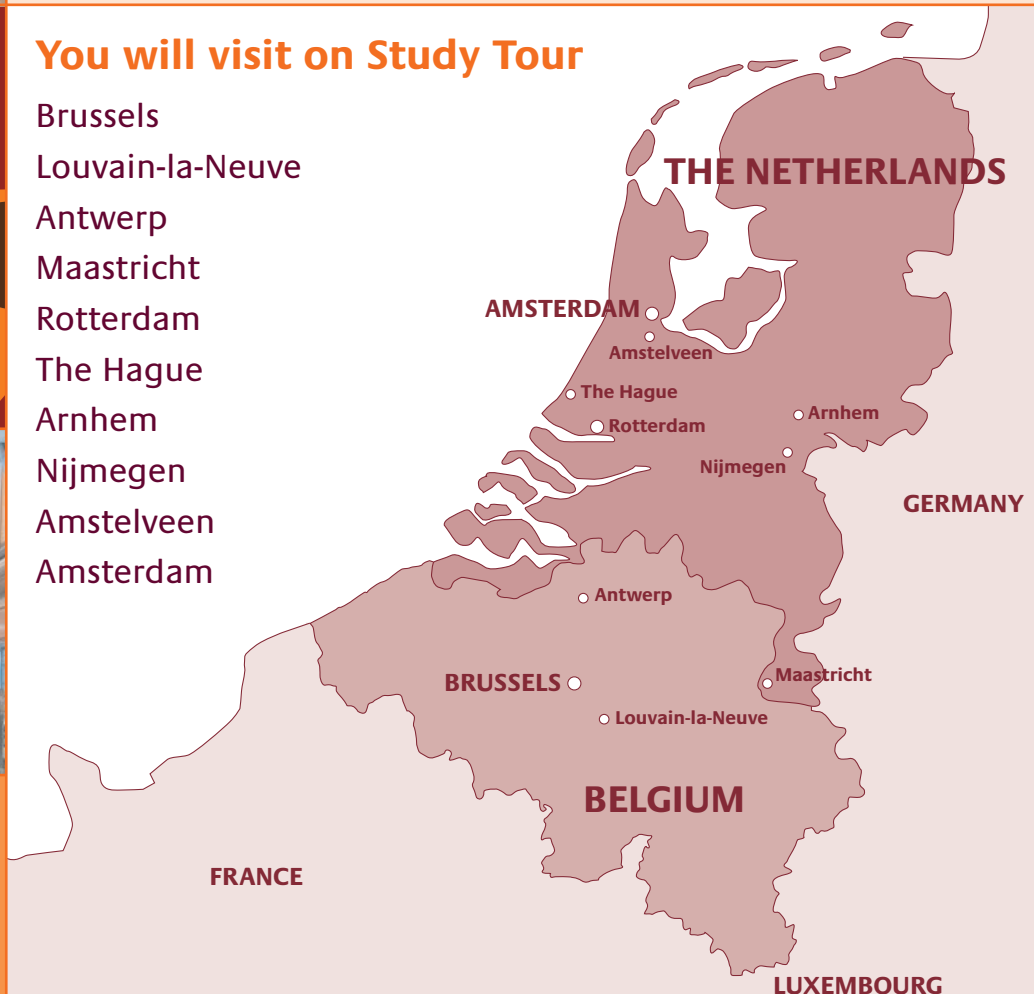 You will visit on Study Tour
Brussels
Louvain-la-Neuve
Antwerp
Maastricht
Rotterdam
The Hague
Arnhem
Nijmegen
Amstelveen
Amsterdam
THE NETHERLANDS
AMSTERDAM
Amstelveen
The Hague
Rotterdam
Arnhem
Nijmegen
GERMANY
Antwerp
BRUSSELS
Maastricht
Louvain-la-Neuve
BELGIUM
FRANCE
LUXEMBOURG